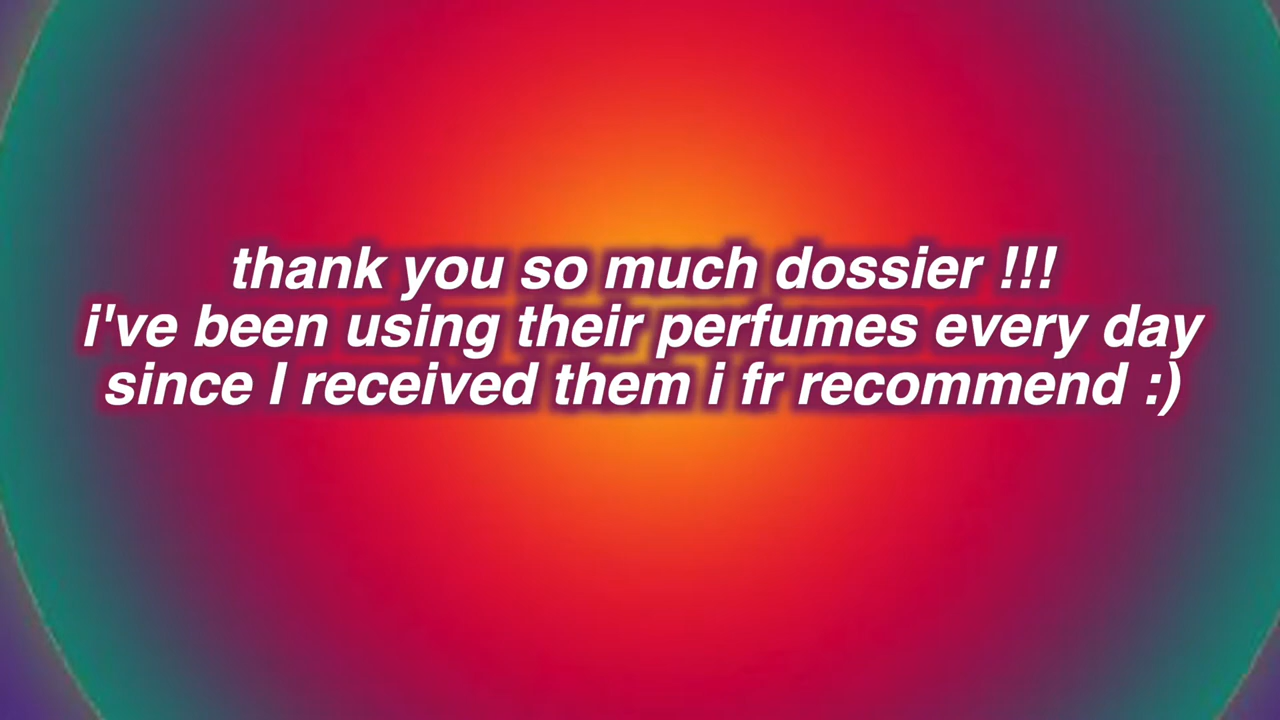 thank you so much dossier !!!
i've been using their perfumes every day
since I received them i fr recommend :)